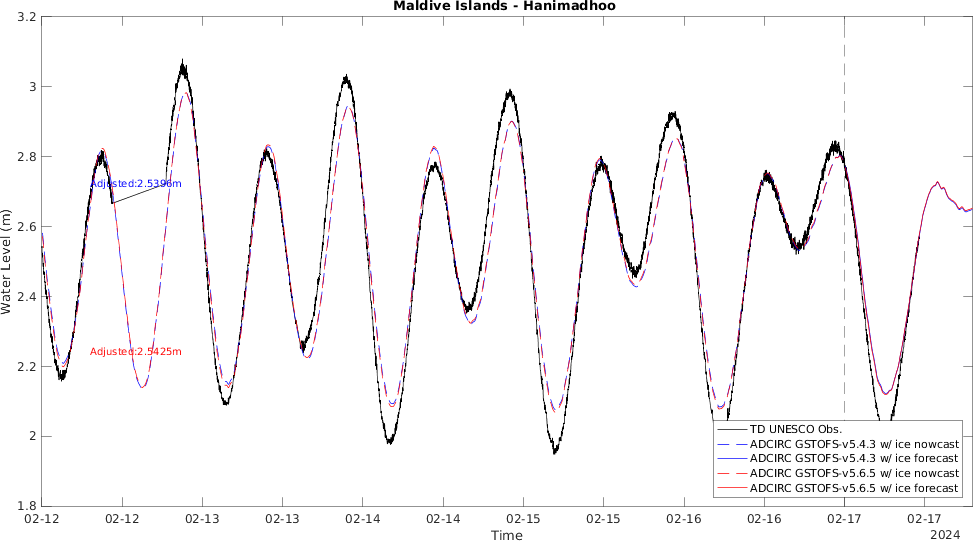 Maldive Islands - Hanimadhoo
3.2
3
2.8
2.6
2.4
2.2
2
1.8
Water Level (m)
Adjusted:2.5396m
Adjusted:2.5425m
TD UNESCO Obs.
ADCIRC GSTOFS-v5.4.3 w/ ice nowcast
ADCIRC GSTOFS-v5.4.3 w/ ice forecast
ADCIRC GSTOFS-v5.6.5 w/ ice nowcast
ADCIRC GSTOFS-v5.6.5 w/ ice forecast
02-12 02-12 02-13 02-13 02-14 02-14 02-15 02-15 02-16 02-16 02-17 02-17
Time
2024